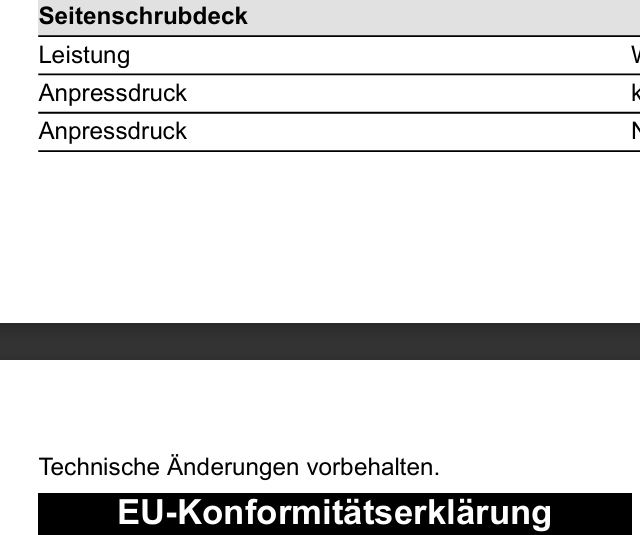 Seitenschrubdeck
Leistung W
Anpressdruck k
Anpressdruck N
Technische Änderungen vorbehalten.
EU-Konformitätserklärung